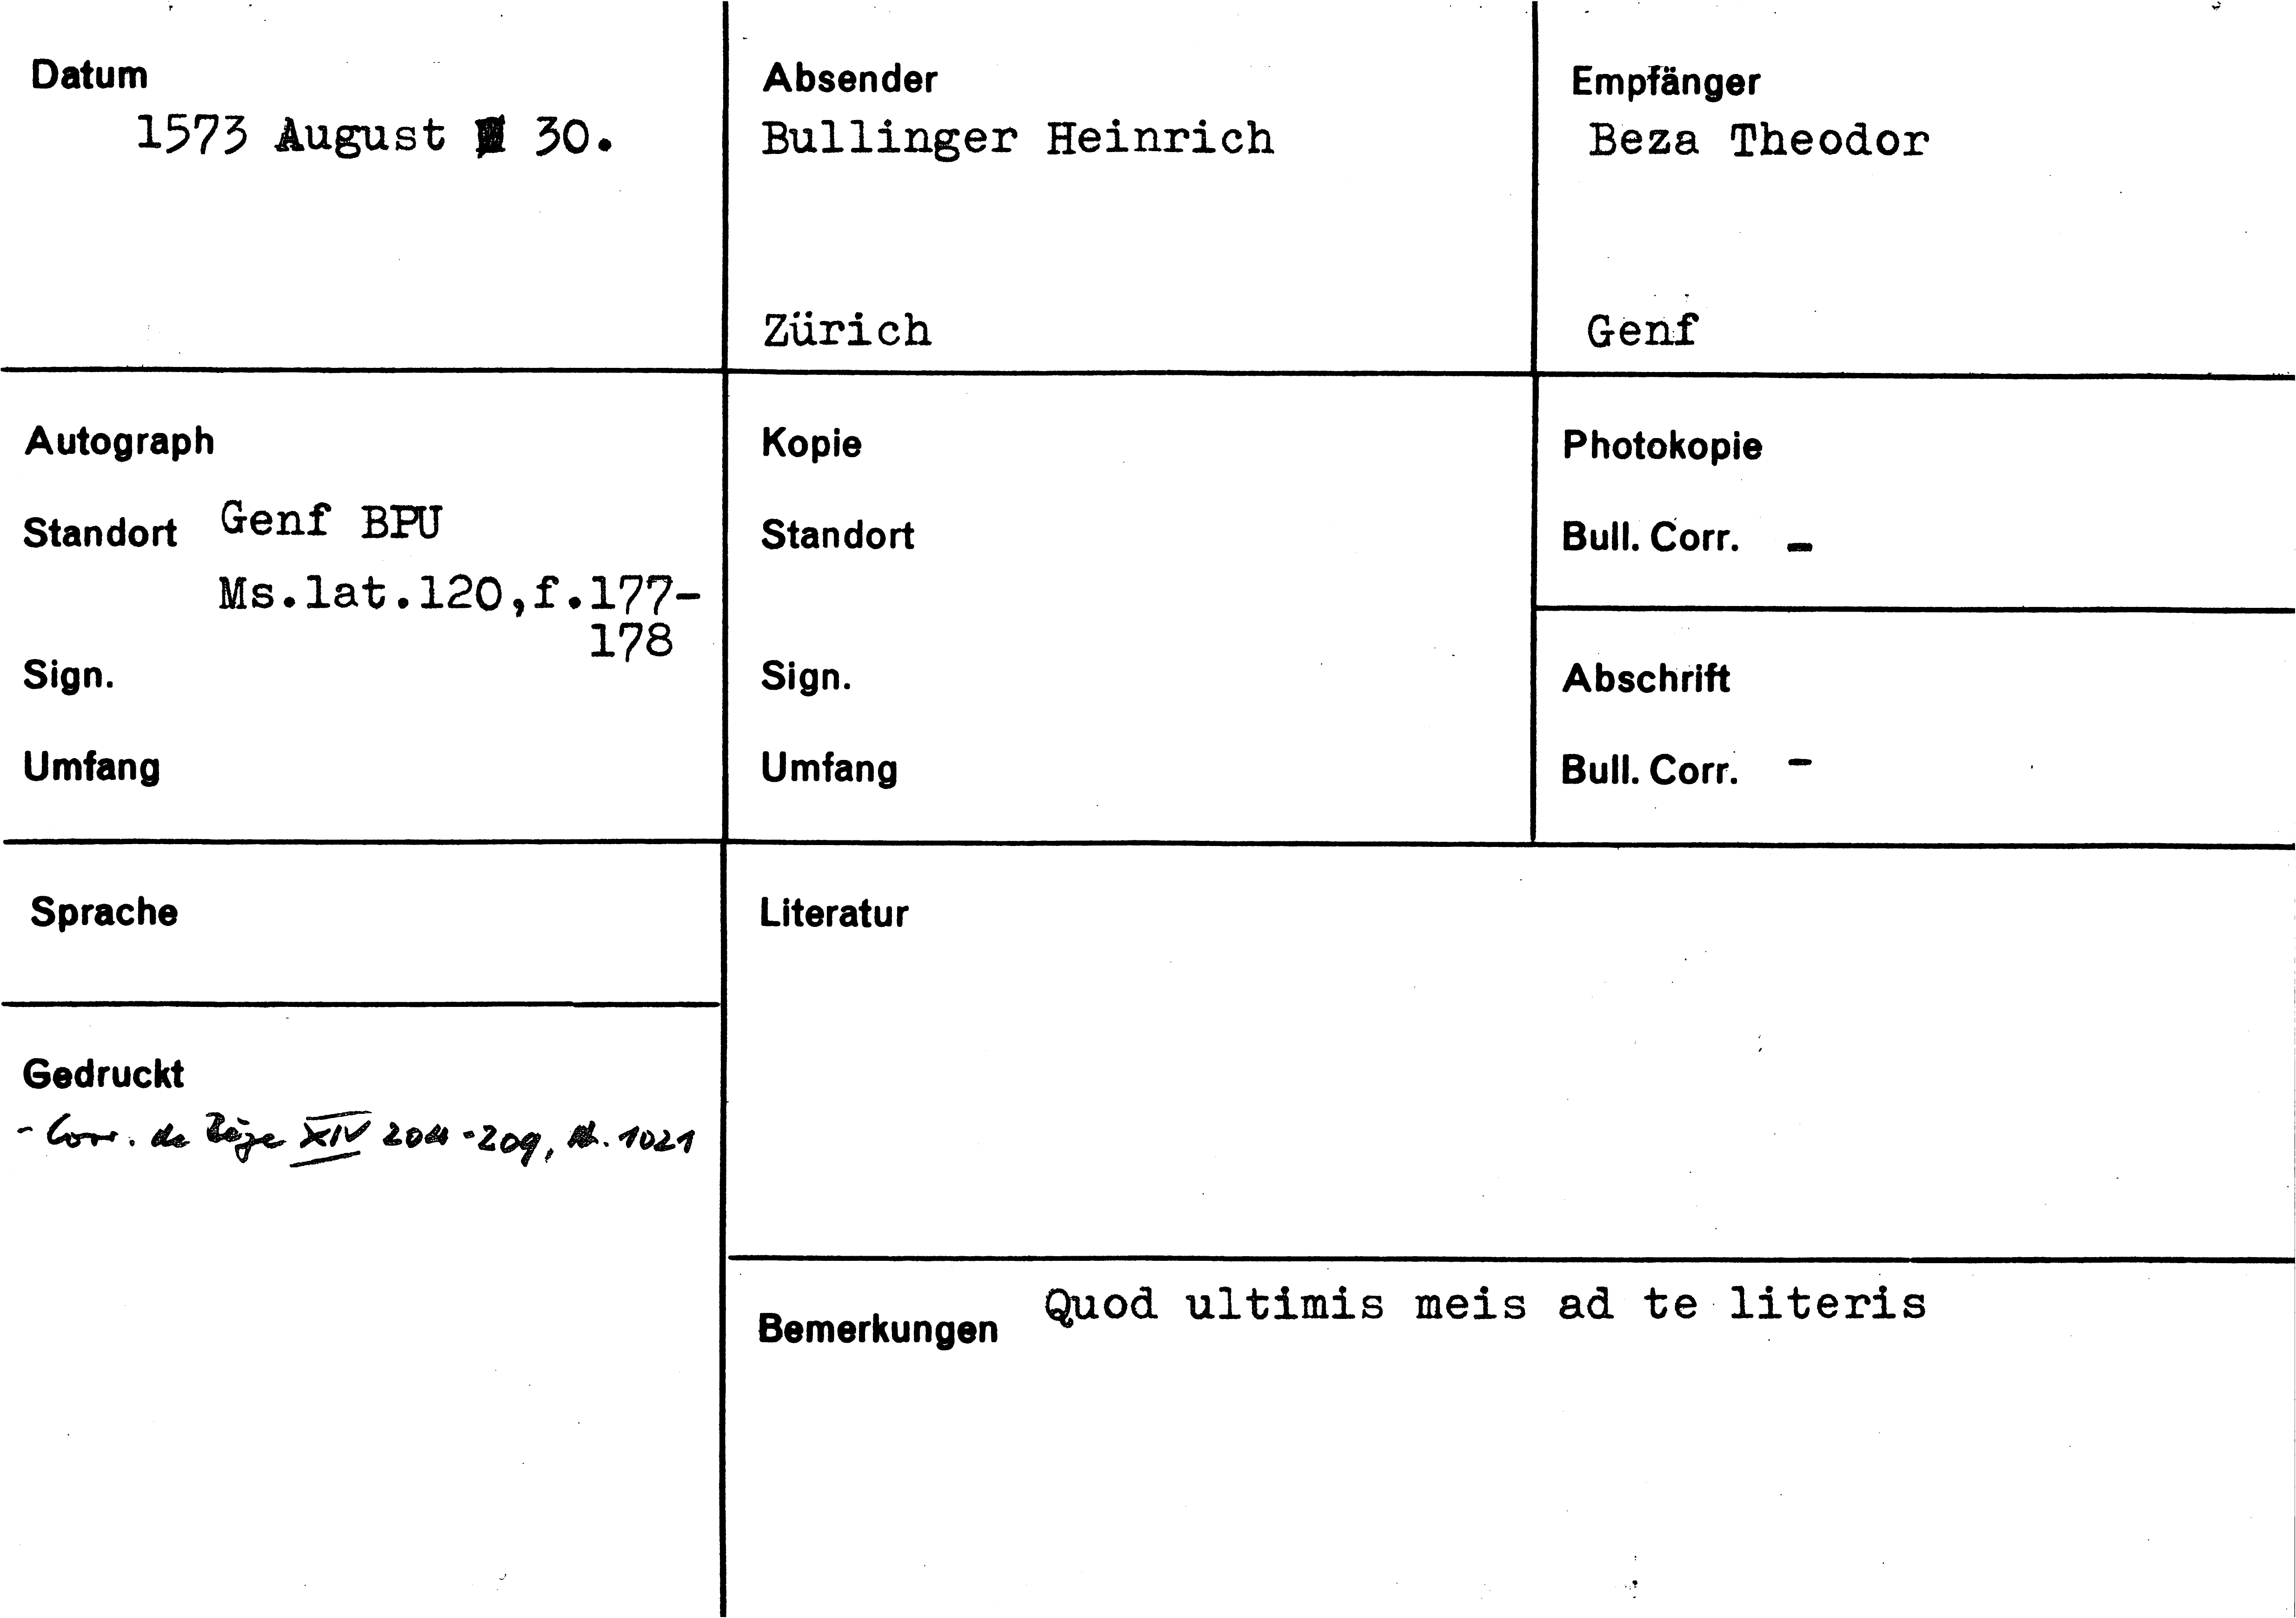 Datum
1573 August 30.
Absender
Bullinger Heinrich
Zürich
Empfänger
Beza Theodor
Genf
Autograph
Standort Genf BPU
Ms.lat.120,f.177-
178
Sign.
Umfang
Kopie
Standort
Sign.
Umfang
Photokopie
Bull. Corr. -
Abschrift
Bull. Corr. -
Sprache
Gedruckt
- Corr. de Bèze XIV 204-209, Nr. 1021
Literatur
Bemerkungen Quod ultimis meis ad te literis